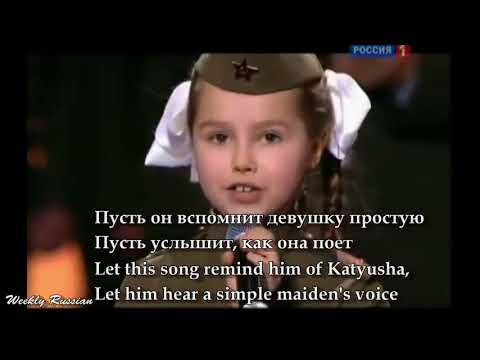 РОССИЯ 1
Пусть он вспомнит девушку простую
Пусть услышит, как она поет
Let this song remind him of Katyusha,
Let him hear a simple maiden's voice
Weekly Russian